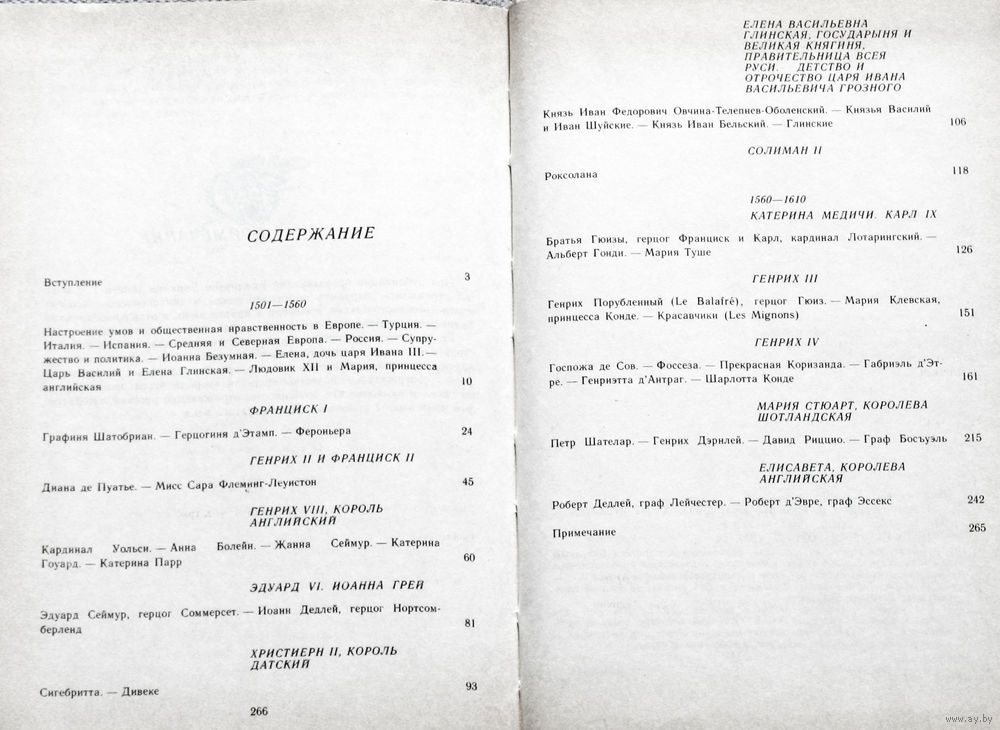 СОДЕРЖАНИЕ
Вступление 3
1501—1560
Настроение умов и общественная нравственность в Европе. — Турция. —
Италия. — Испания. — Средняя и Северная Европа. — Россия. — Супру-
жество и политика. — Иоанна Безумная. — Елена, дочь царя Ивана III. —
Царь Василий и Елена Глинская. — Людовик XII и Мария, принцесса
английская 10
ФРАНЦИСК I
Графиня Шатобриан. — Герцогиня д'Этамп. — Фероньера 24
ГЕНРИХ II И ФРАНЦИСК II
Диана де Пуатье. — Мисс Сара Флеминг-Леуистон 45
ГЕНРИХ VIII, КОРОЛЬ
АНГЛИЙСКИЙ
Кардинал Уольси. — Анна Болейн. — Жанна Сеймур. — Катерина
Гоуард. — Катерина Парр 60
ЭДУАРД VI. ИОАННА ГРЕЙ
Эдуард Сеймур, герцог Соммерсет. — Иоанн Дедлей, герцог Нортсом-
берленд 81
ХРИСТИЕРН II, КОРОЛЬ
ДАТСКИЙ
Сигебритта. — Дивеке 93
266
ЕЛЕНА ВАСИЛЬЕВНА
ГЛИНСКАЯ, ГОСУДАРЫНЯ И
ВЕЛИКАЯ КНЯГИНЯ,
ПРАВИТЕЛЬНИЦА ВСЕЯ
РУСИ. ДЕТСТВО И
ОТРОЧЕСТВО ЦАРЯ ИВАНА
ВАСИЛЬЕВИЧА ГРОЗНОГО
Князь Иван Федорович Овчина-Телепнев-Оболенский. — Князья Василий
и Иван Шуйские. — Князь Иван Бельский. — Глинские 106
СОЛИМАН II
Роксолана 118
1560—1610
КАТЕРИНА МЕДИЧИ. КАРЛ IX
Братья Гюизы, герцог Франциск и Карл, кардинал Лотарингский. —
Альберт Гонди. — Мария Туше 126
ГЕНРИХ III
Генрих Порубленный (Le Balafré), герцог Гюиз. — Мария Клевская,
принцесса Конде. — Красавчики (Les Mignons) 151
ГЕНРИХ IV
Госпожа де Сов. — Фоссеза. — Прекрасная Коризанда. — Габриэль д'Эт-
ре. — Генриэтта д'Антраг. — Шарлотта Конде 161
МАРИЯ СТЮАРТ, КОРОЛЕВА
ШОТЛАНДСКАЯ
Петр Шателар. — Генрих Дэрнлей. — Давид Риццио. — Граф Босъуэль 215
ЕЛИСАВЕТА, КОРОЛЕВА
АНГЛИЙСКАЯ
Роберт Дедлей, граф Лейчестер. — Роберт д'Эвре, граф Эссекс 242
Примечание 265
www.ay.by